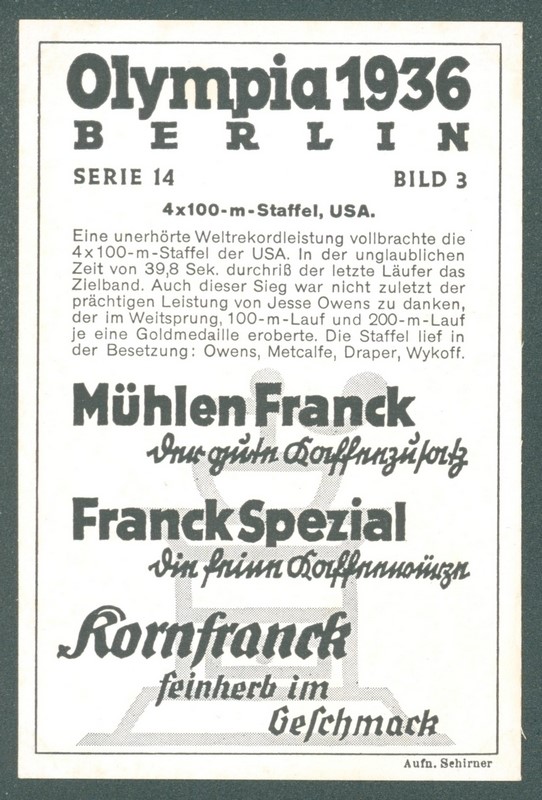 Olympia 1936
BERLIN
SERIE 14 BILD 3
4x100-m-Staffel, USA.
Eine unerhörte Weltrekordleistung vollbrachte die
4x100-m-Staffel der USA. In der unglaublichen
Zeit von 39,8 Sek. durchriß der letzte Läufer das
Zielband. Auch dieser Sieg war nicht zuletzt der
prächtigen Leistung von Jesse Owens zu danken,
der im Weitsprung, 100-m-Lauf und 200-m-Lauf
je eine Goldmedaille eroberte. Die Staffel lief in
der Besetzung: Owens, Metcalfe, Draper, Wykoff.
Mühlen Franck
der gute Kaffeezusatz
Franck Spezial
die feine Kaffeewürze
Kornfranck
feinherb im
Geschmack
Aufn. Schirner